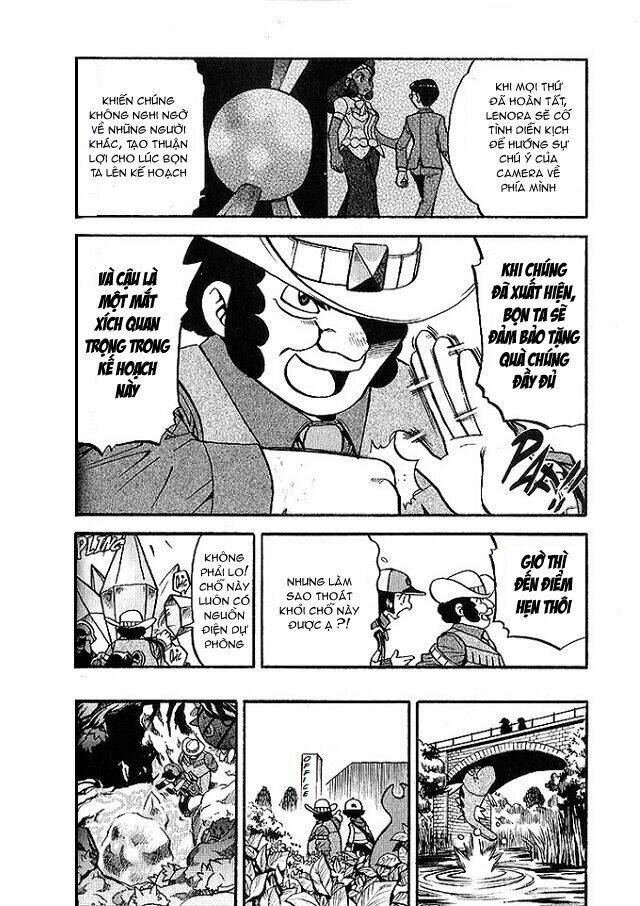 KHI MỌI THỨ
ĐÃ HOÀN TẤT,
LENORA SẼ CỐ
TÌNH DIỄN KỊCH
ĐỂ HƯỚNG SỰ
CHÚ Ý CỦA
CAMERA VỀ
PHÍA MÌNH
KHIẾN CHÚNG
KHÔNG NGHI NGỜ
VỀ NHỮNG NGƯỜI
KHÁC, TẠO THUẬN
LỢI CHO LÚC BỌN
TA LÊN KẾ HOẠCH
KHI CHÚNG
ĐÃ XUẤT HIỆN,
BỌN TA SẼ
ĐẢM BẢO TẶNG
QUÀ CHÚNG
ĐẦY ĐỦ
VÀ CẬU LÀ
MỘT MẮT
XÍCH QUAN
TRỌNG TRONG
KẾ HOẠCH
NÀY
GIỜ THÌ
ĐẾN ĐIỂM
HẸN THÔI
NHƯNG LÀM
SAO THOÁT
KHỎI CHỖ NÀY
ĐƯỢC Ạ ?!
KHÔNG
PHẢI LO!
CHỖ NÀY
LUÔN CÓ
NGUỒN
ĐIỆN DỰ
PHÒNG
PLING
OFFICE